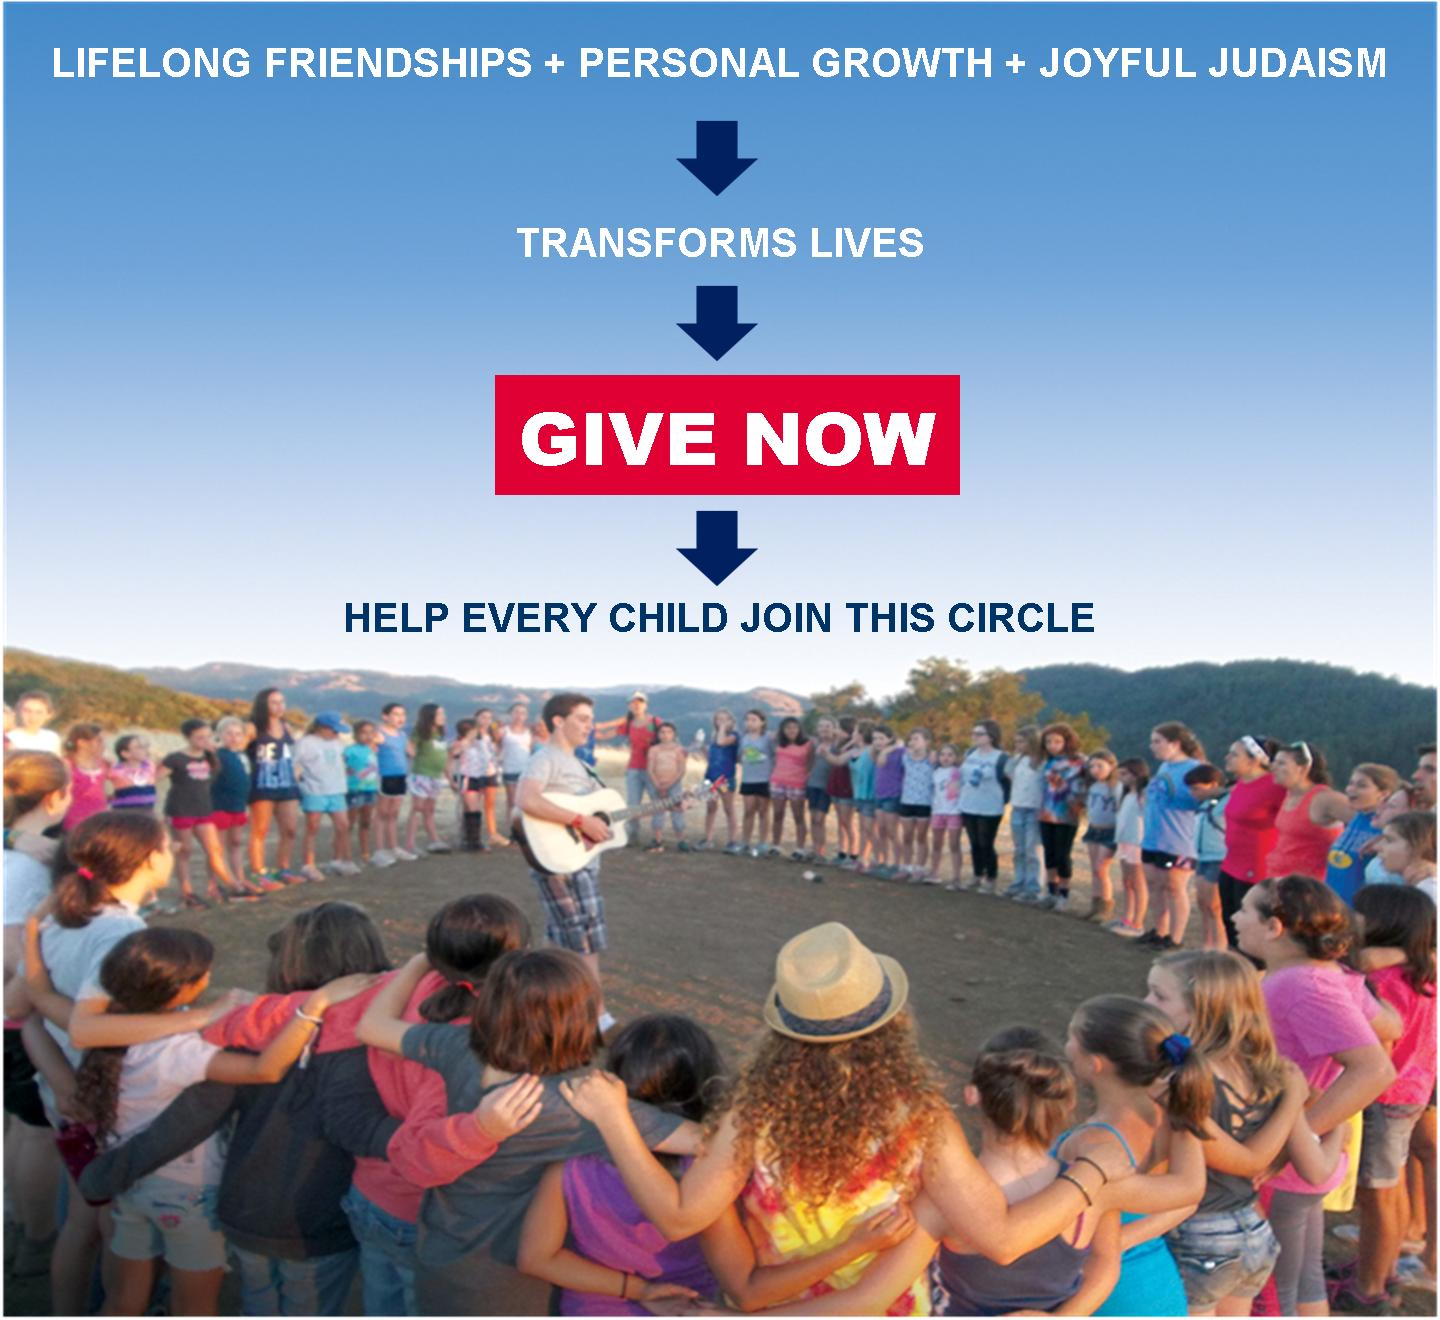 LIFELONG FRIENDSHIPS + PERSONAL GROWTH + JOYFUL JUDAISM
TRANSFORMS LIVES
GIVE NOW
HELP EVERY CHILD JOIN THIS CIRCLE